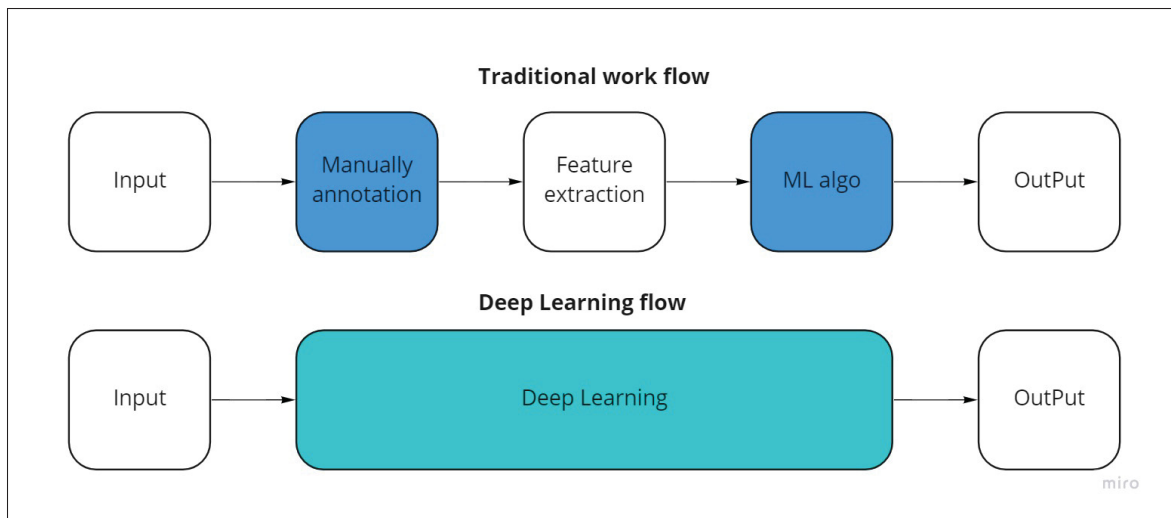 Traditional work flow
Input
Manually
annotation
Feature
extraction
ML algo
OutPut
Deep Learning flow
Input
Deep Learning
OutPut
miro